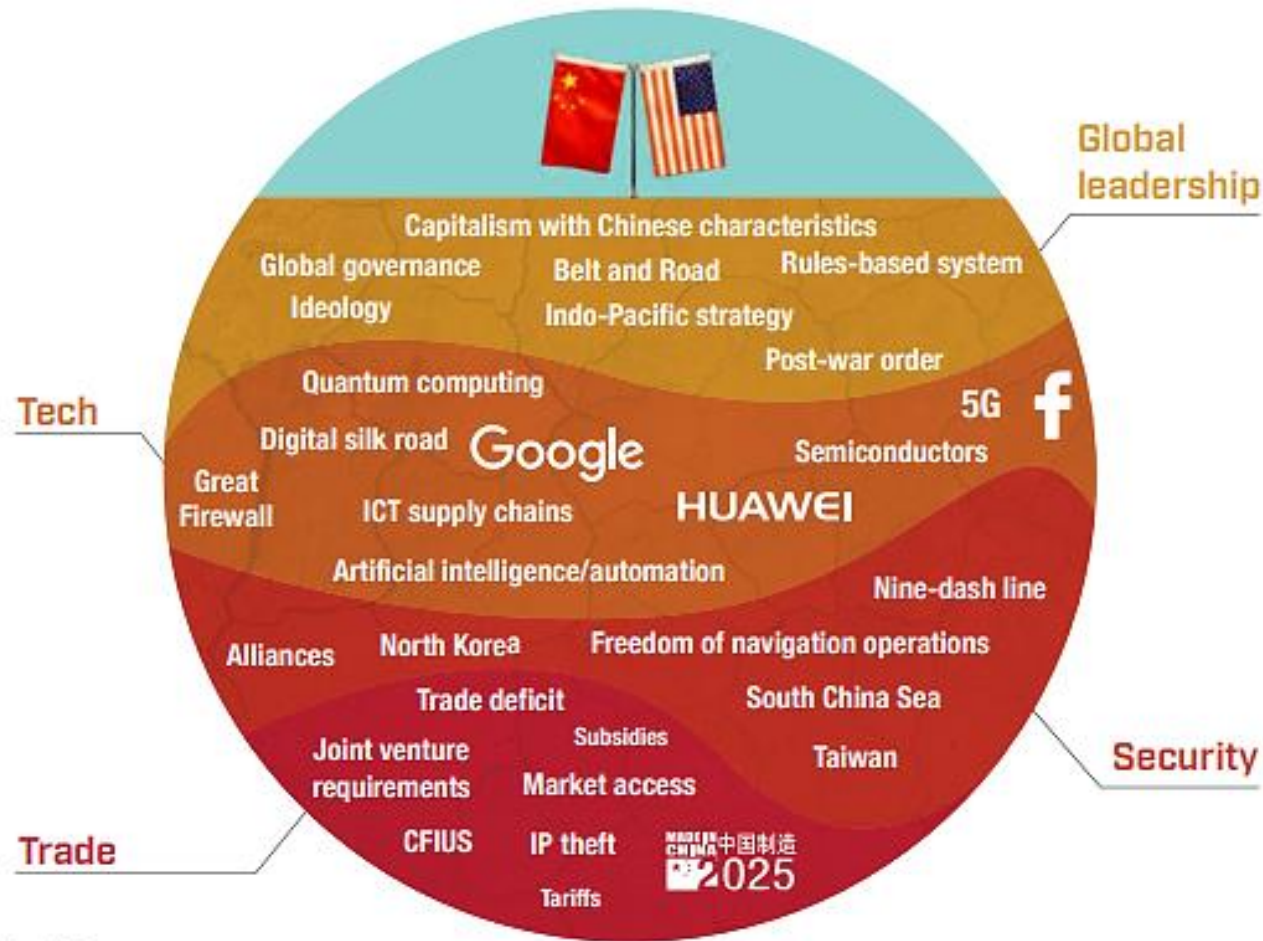 Global
leadership
Capitalism with Chinese characteristics
Global governance
Belt and Road
Rules-based system
Ideology
Indo-Pacific strategy
Post-war order
Tech
Quantum computing
5G
f
Digital silk road
Google
Semiconductors
Great
Firewall
ICT supply chains
HUAWEI
Artificial intelligence/automation
Nine-dash line
Alliances
North Korea
Freedom of navigation operations
Trade deficit
South China Sea
Security
Joint venture
requirements
Subsidies
Market access
Taiwan
Trade
CFIUS
IP theft
Tariffs
MADE IN
CHINA
中国制造
2025